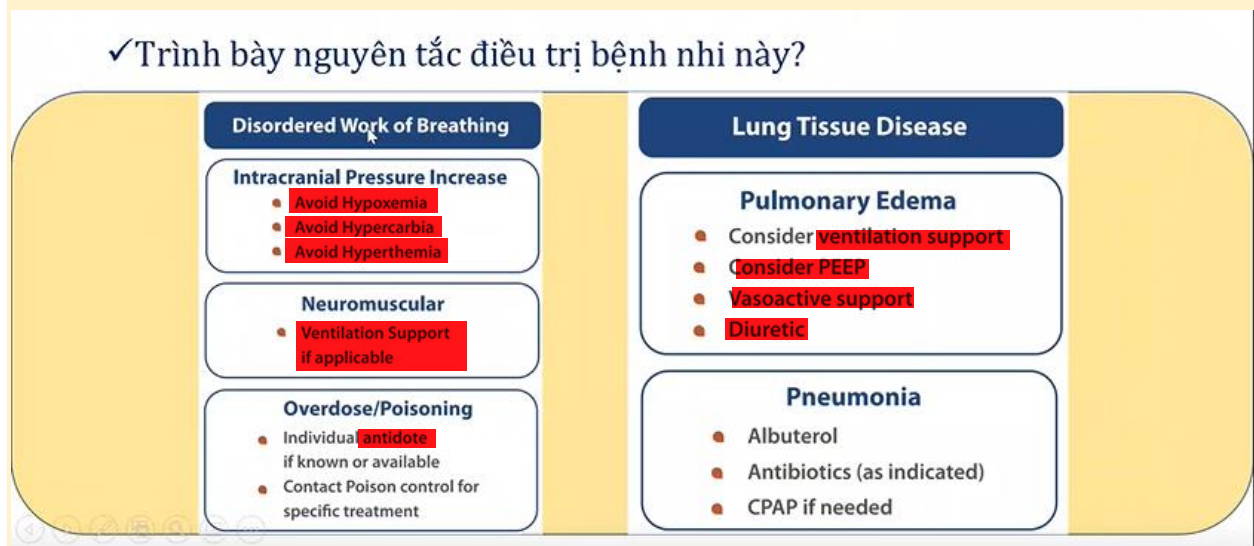 ✓Trình bày nguyên tắc điều trị bệnh nhi này?
Disordered Work of Breathing
Intracranial Pressure Increase
Avoid Hypoxemia
Avoid Hypercarbia
Avoid Hyperthemia
Neuromuscular
Ventilation Support
if applicable
Overdose/Poisoning
Individual antidote
if known or available
Contact Poison control for
specific treatment
Lung Tissue Disease
Pulmonary Edema
Consider ventilation support
Consider PEEP
Vasoactive support
Diuretic
Pneumonia
Albuterol
Antibiotics (as indicated)
CPAP if needed